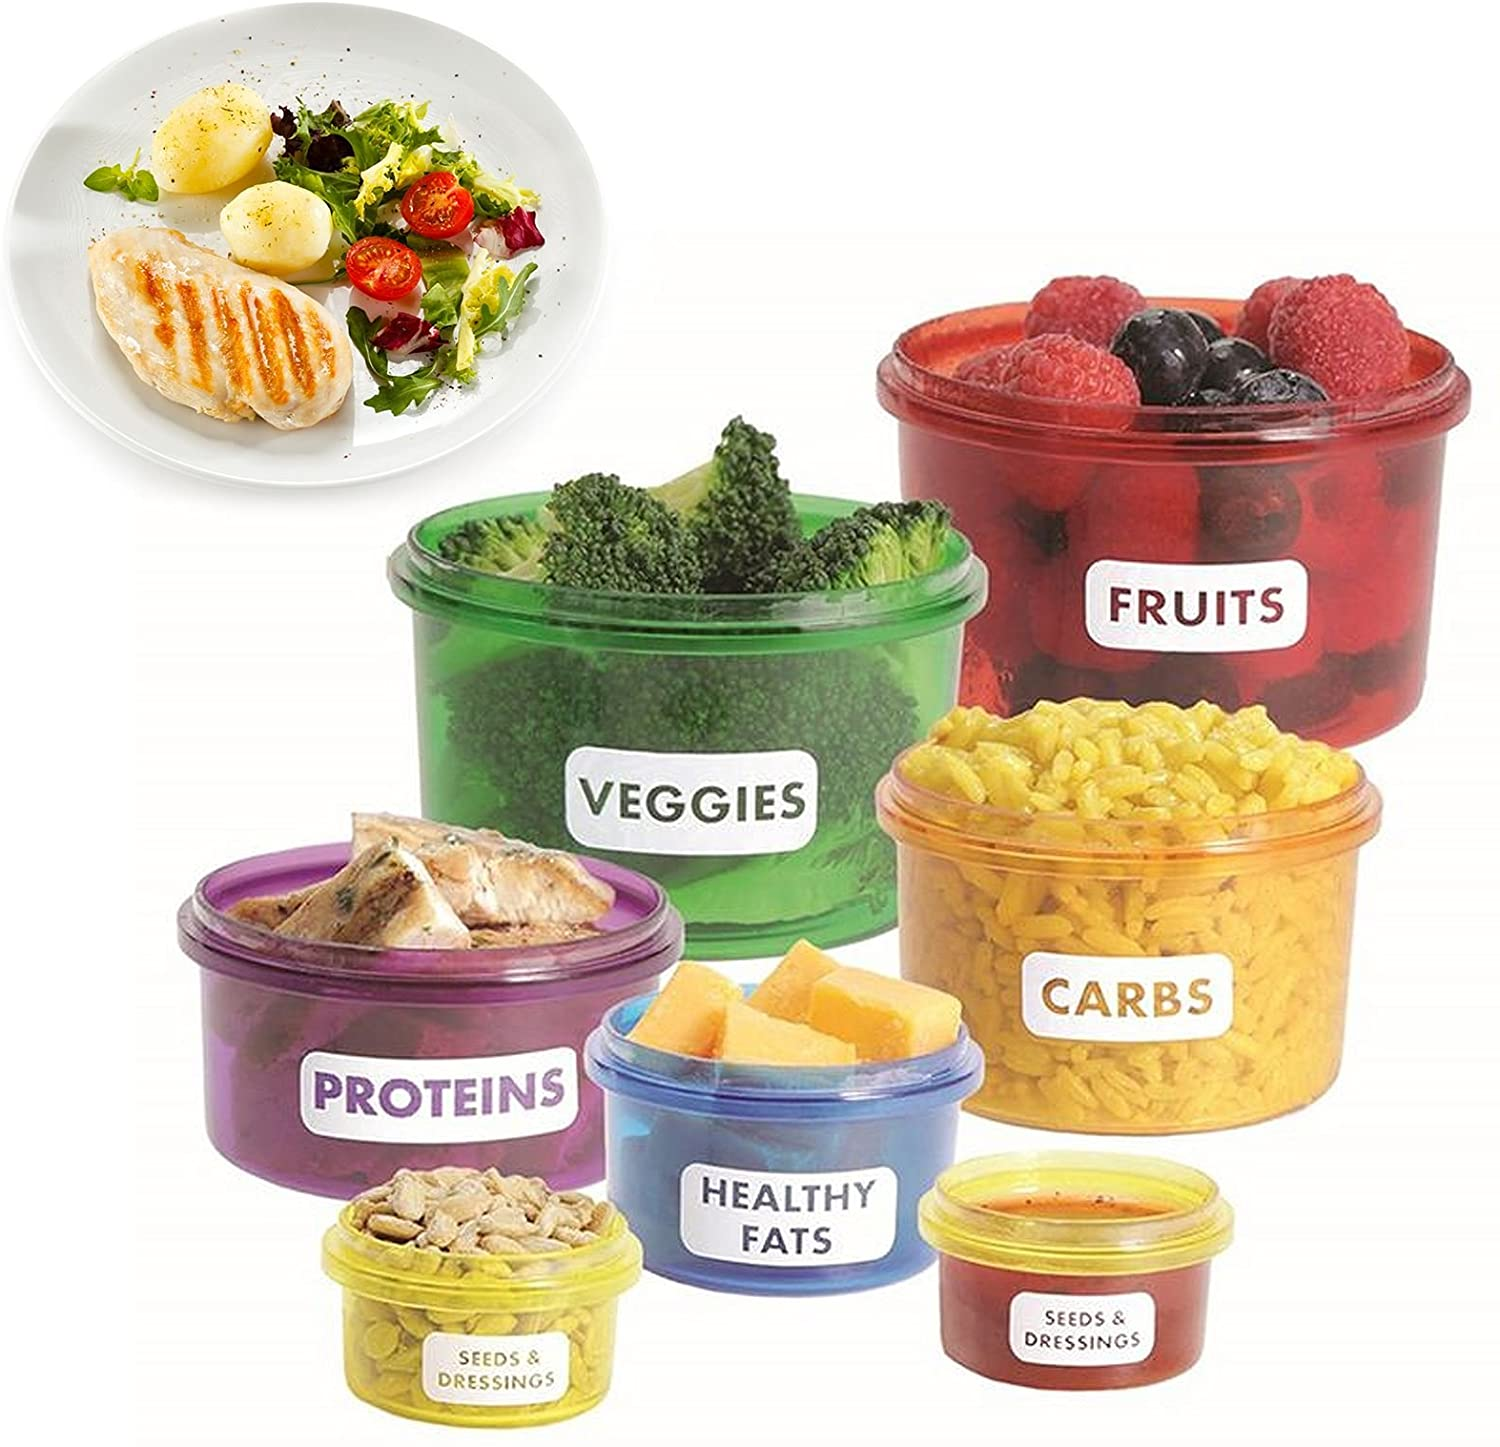 FRUITS
VEGGIES
CARBS
PROTEINS
HEALTHY
FATS
SEEDS &
DRESSINGS
SEEDS &
DRESSINGS